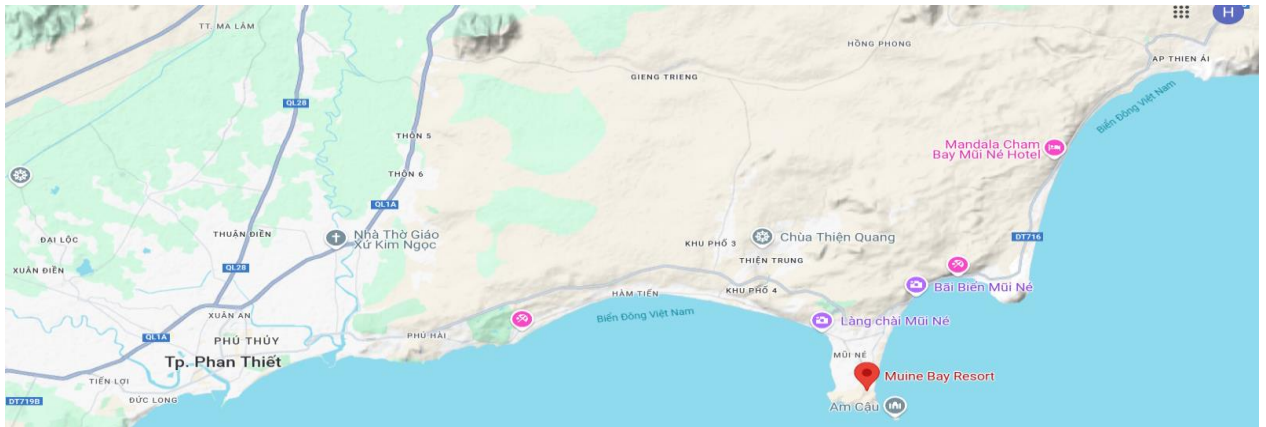 TT. MA LÂM
H
HỒNG PHONG
AP THIEN ÁI
GIENG TRIENG
QL28
Biển Đông Việt Nam
THÔN 5
Mandala Cham
Bay Mũi Né Hotel
THÔN 6
QL1A
THUẬN ĐIỀN
Nhà Thờ Giáo
Xứ Kim Ngọc
ĐẠI LỘC
KHU PHỐ 3
Chùa Thiện Quang
DT716
THIỆN TRUNG
XUÂN ĐIỀN
QL28
Bãi Biển Mũi Né
HÀM TIẾN
KHU PHỐ 4
XUÂN AN
Biển Đông Việt Nam
Làng chài Mũi Né
QL1A
PHÚ THỦY
PHÚ HÀI
MŨI NÉ
Tp. Phan Thiết
Muine Bay Resort
TIẾN LỢI
ĐỨC LONG
DT719B
Am Cậu